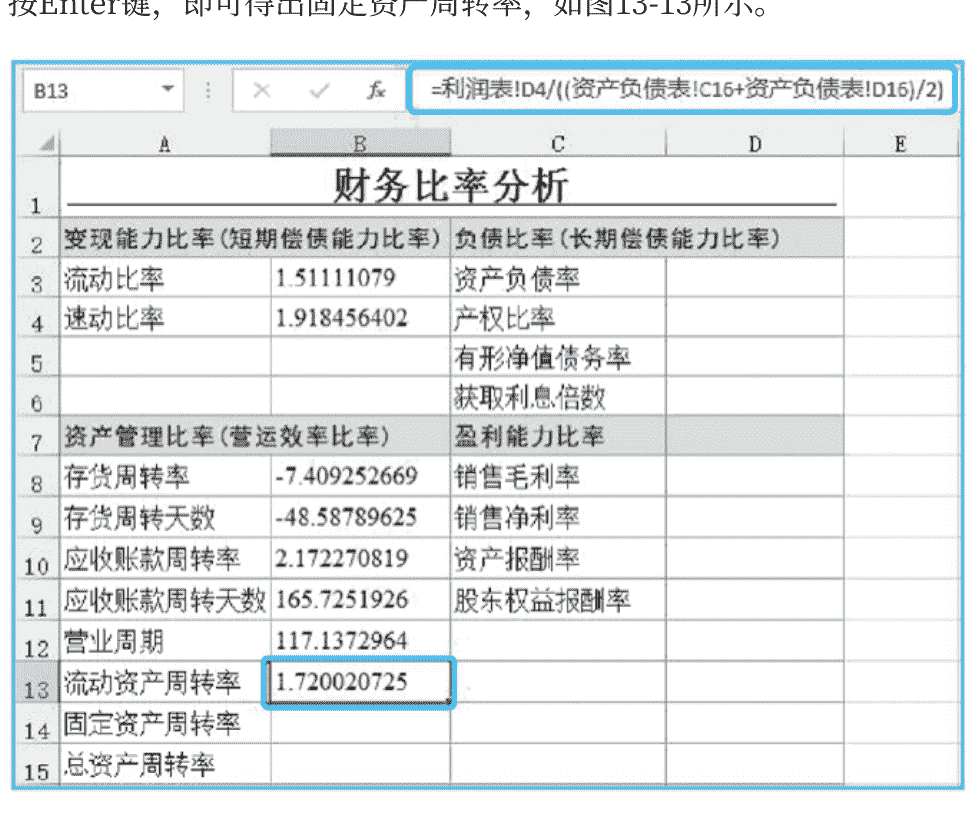 按Enter键，即可得出固定资产周转率，如图13-13所示。
B13 fx =利润表!D4/((资产负债表!C16+资产负债表!D16)/2)
A B C D E
1 财务比率分析
2 变现能力比率(短期偿债能力比率) 负债比率(长期偿债能力比率)
3 流动比率 1.51111079 资产负债率
4 速动比率 1.918456402 产权比率
5 有形净值债务率
6 获取利息倍数
7 资产管理比率(营运效率比率) 盈利能力比率
8 存货周转率 -7.409252669 销售毛利率
9 存货周转天数 -48.58789625 销售净利率
10 应收账款周转率 2.172270819 资产报酬率
11 应收账款周转天数 165.7251926 股东权益报酬率
12 营业周期 117.1372964
13 流动资产周转率 1.720020725
14 固定资产周转率
15 总资产周转率